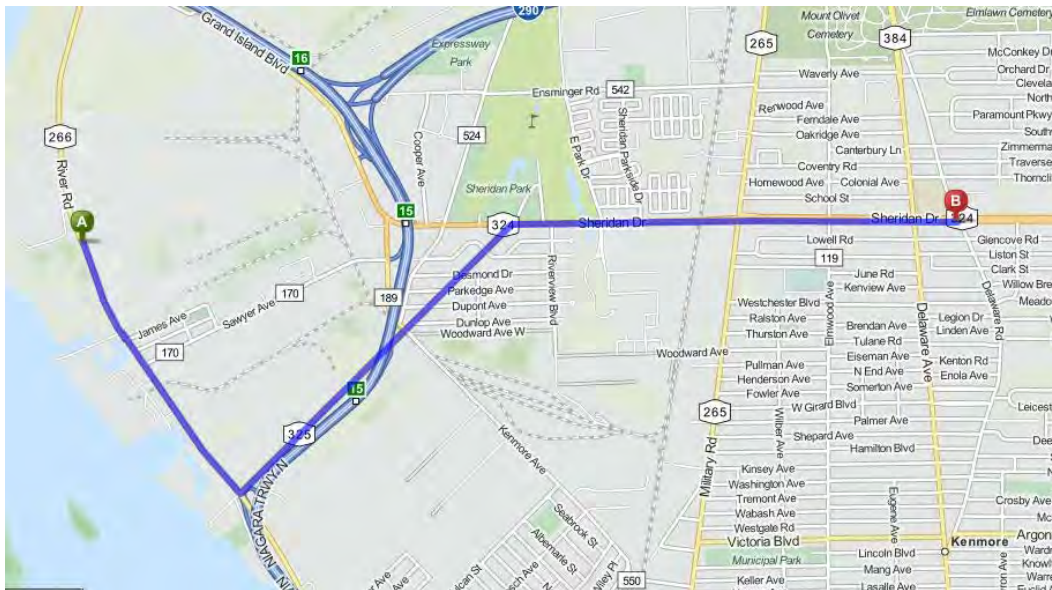 290
Mount Olivet
Cemetery
Elmlawn Cemetery
Grand Island Blvd
265
384
Expressway
Park
McConkey Dr
16
Waverly Ave
Orchard Dr
Ensminger Rd
542
Renwood Ave
Paramount Pkwy
Ferndale Ave
266
524
Oakridge Ave
Canterbury Ln
Cooper Ave
E Park Dr
Sheridan Parkside Dr
Coventry Rd
River Rd
Sheridan Park
Homewood Ave
Colonial Ave
School St
A
B
15
324
Sheridan Dr
Sheridan Dr
324
Lowell Rd
Glencove Rd
Liston St
119
Clark St
Desmond Dr
June Rd
170
Parkedge Ave
Riverview Blvd
Kenview Ave
189
Dupont Ave
Westchester Blvd
Legion Dr
James Ave
Sawyer Ave
Dunlop Ave
Ralston Ave
Brendan Ave
Linden Ave
Woodward Ave W
Thurston Ave
Tulane Rd
170
Woodward Ave
Eiseman Ave
Kenton Rd
Pullman Ave
N End Ave
Enola Ave
Henderson Ave
Somerton Ave
Elmwood Ave
Delaware Ave
Delaware Rd
15
Fowler Ave
W Girard Blvd
265
Palmer Ave
325
Shepard Ave
Wilber Ave
Hamilton Blvd
Kenmore Ave
Military Rd
Kinsey Ave
Washington Ave
Tremont Ave
Eugene Ave
Crosby Ave
Wabash Ave
Seabrook St
Westgate Rd
NIAGARA TRWY N
Albemarle St
Victoria Blvd
Kenmore
Lincoln Blvd
Municipal Park
Mang Ave
550
Keller Ave
Lasalle Ave